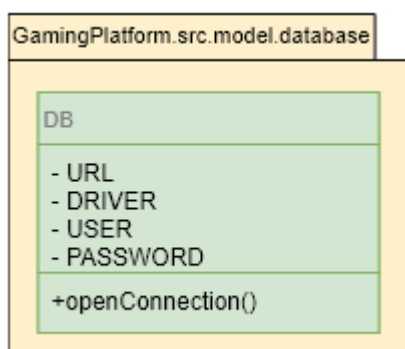 GamingPlatform.src.model.database
DB
- URL
- DRIVER
- USER
- PASSWORD
+openConnection()